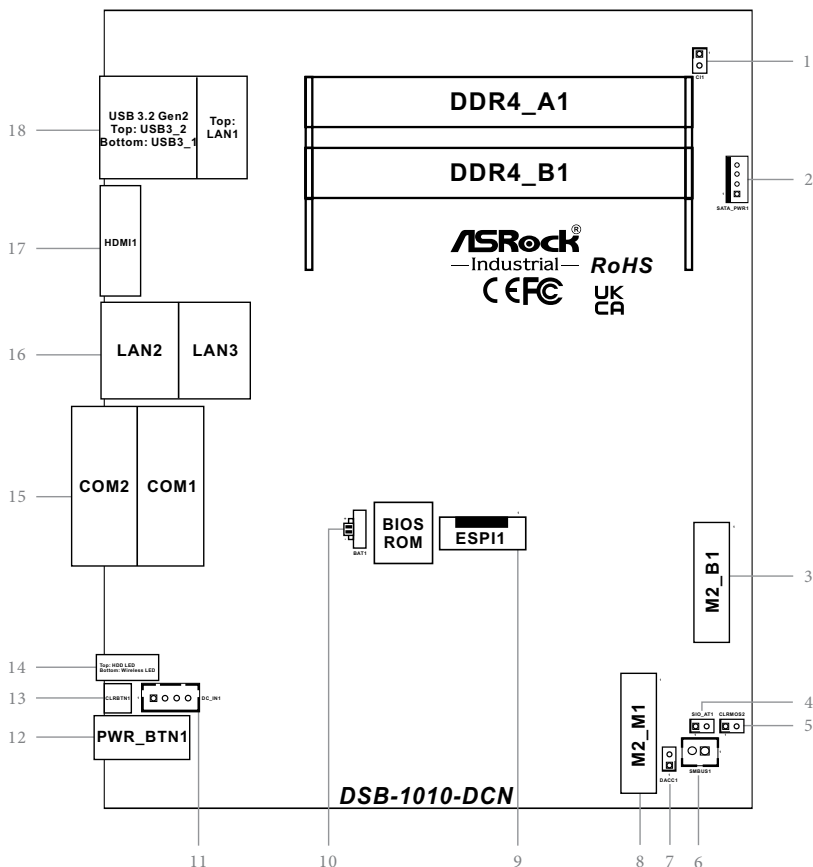 1
CI1
DDR4_A1
USB 3.2 Gen2
Top: USB3_2
Bottom: USB3_1
Top:
LAN1
18
DDR4_B1
2
SATA_PWR1
17
HDMI1
ASRock®
Industrial
RoHS
CE FC
UK
CA
16
LAN2
LAN3
15
COM2
COM1
10
BAT1
BIOS
ROM
ESPI1
M2_B1
3
14
Top: HDD LED
Bottom: Wireless LED
13
CLRBTN1
DC_IN1
12
PWR_BTN1
M2_M1
4
SIO_AT1
CLRMOS2
5
DACC1
SMBUS1
DSB-1010-DCN
11
10
9
8
7
6